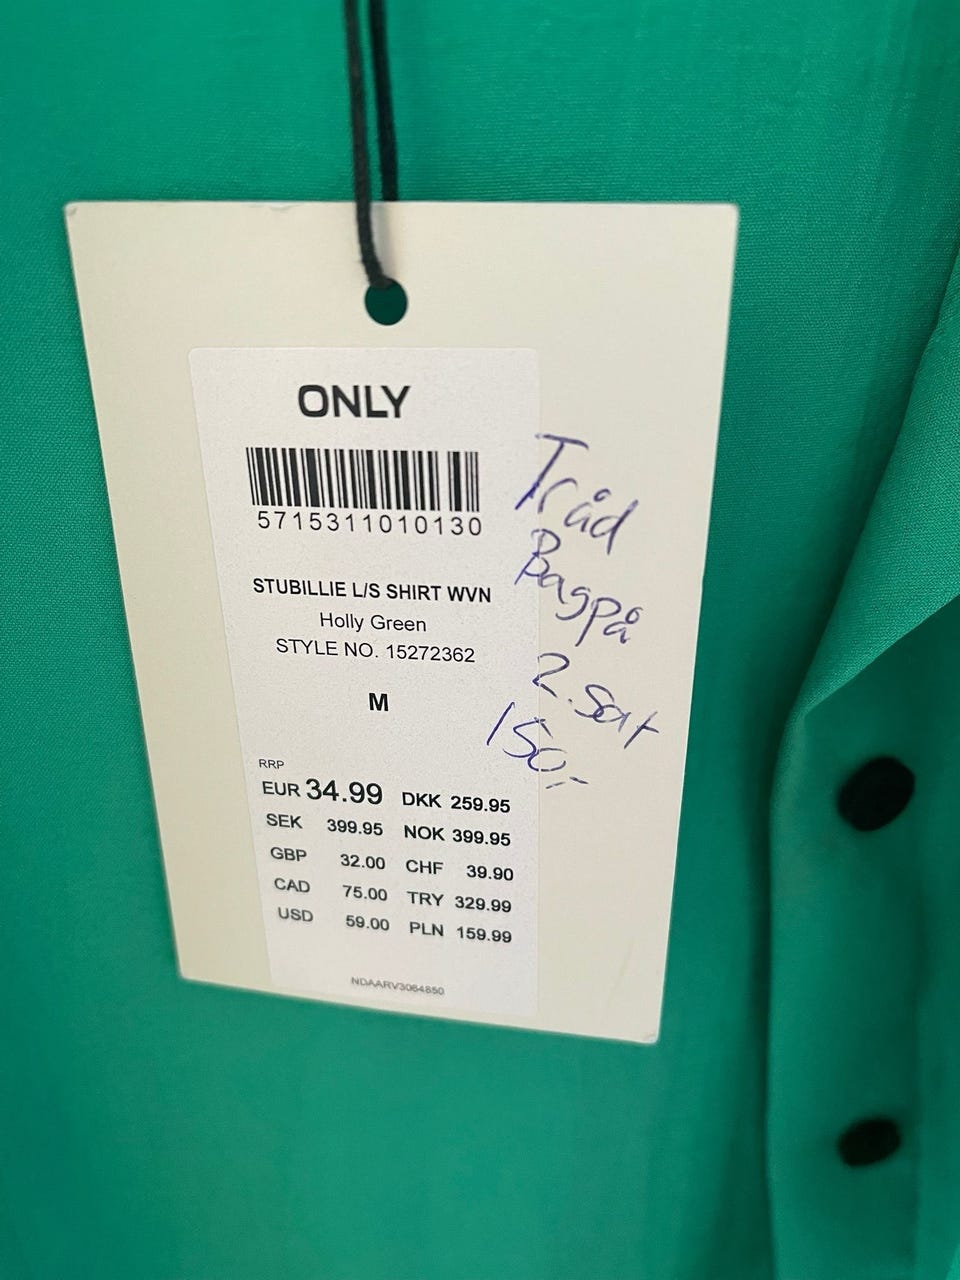 ONLY
5715311010130
STUBILLIE L/S SHIRT WVN
Holly Green
STYLE NO. 15272362
M
RRP
EUR 34.99 DKK 259.95
SEK 399.95 NOK 399.95
GBP 32.00 CHF 39.90
CAD 75.00 TRY 329.99
USD 59.00 PLN 159.99
NDAARV3064850
Tråd
Bagpå
2. Sort
150,-